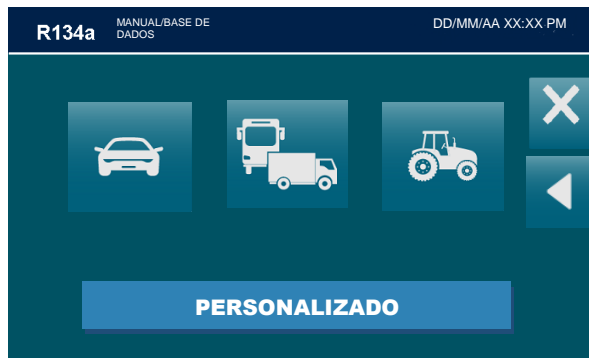 R134a
MANUAL/BASE DE
DADOS
DD/MM/AA XX:XX PM
PERSONALIZADO